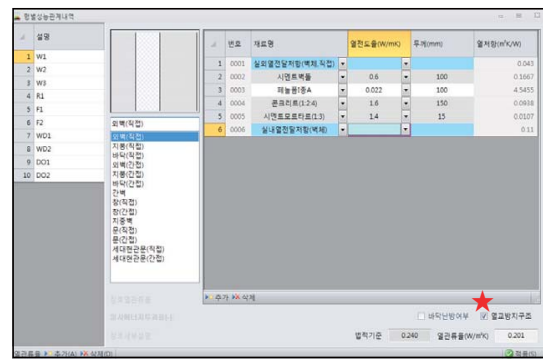 형별성능관계내역
설명
1 W1
2 W2
3 W3
4 R1
5 F1
6 F2
7 WD1
8 WD2
9 DO1
10 DO2
외벽(직접)
외벽(직접)
지붕(직접)
바닥(직접)
외벽(간접)
지붕(간접)
바닥(간접)
간벽
창(직접)
창(간접)
지중벽
문(직접)
문(간접)
세대현관문(직접)
세대현관문(간접)
번호 재료명 열전도율(W/mK) 두께(mm) 열저항(㎡K/W)
1 0001 실외열전달저항(벽체,직접) 0.043
2 0002 시멘트벽돌 0.6 100 0.1667
3 0003 페놀폼I종A 0.022 100 4.5455
4 0004 콘크리트(1:2:4) 1.6 150 0.0938
5 0005 시멘트모르타르(1:3) 1.4 15 0.0107
6 0006 실내열전달저항(벽체) 0.11
추가 삭제
바닥난방여부 열교방지구조
법적기준 0.240 열관류율(W/㎡K) 0.201
열관류율 추가(A) 삭제(D) 적용(S)